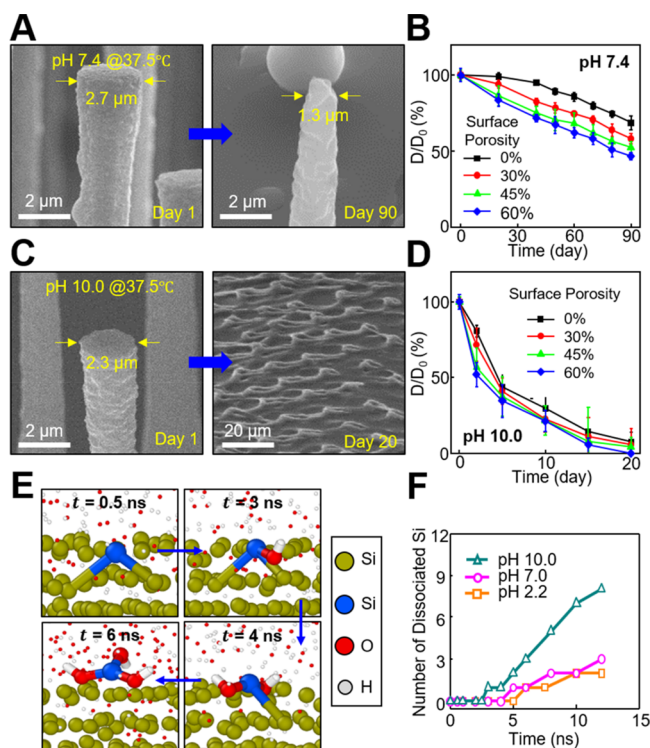 A
pH 7.4 @37.5℃
2.7 µm
2 µm
Day 1
1.3 µm
2 µm
Day 90
B
pH 7.4
100
50
0
D/D₀ (%)
Surface
Porosity
0%
30%
45%
60%
0
30
60
90
Time (day)
C
pH 10.0 @37.5℃
2.3 µm
2 µm
Day 1
20 µm
Day 20
D
Surface Porosity
0%
30%
45%
60%
100
50
0
D/D₀ (%)
pH 10.0
0
5
10
15
20
Time (day)
E
t = 0.5 ns
t = 3 ns
t = 6 ns
t = 4 ns
Si
Si
O
H
F
Number of Dissociated Si
12
9
6
3
0
pH 10.0
pH 7.0
pH 2.2
0
5
10
15
Time (ns)